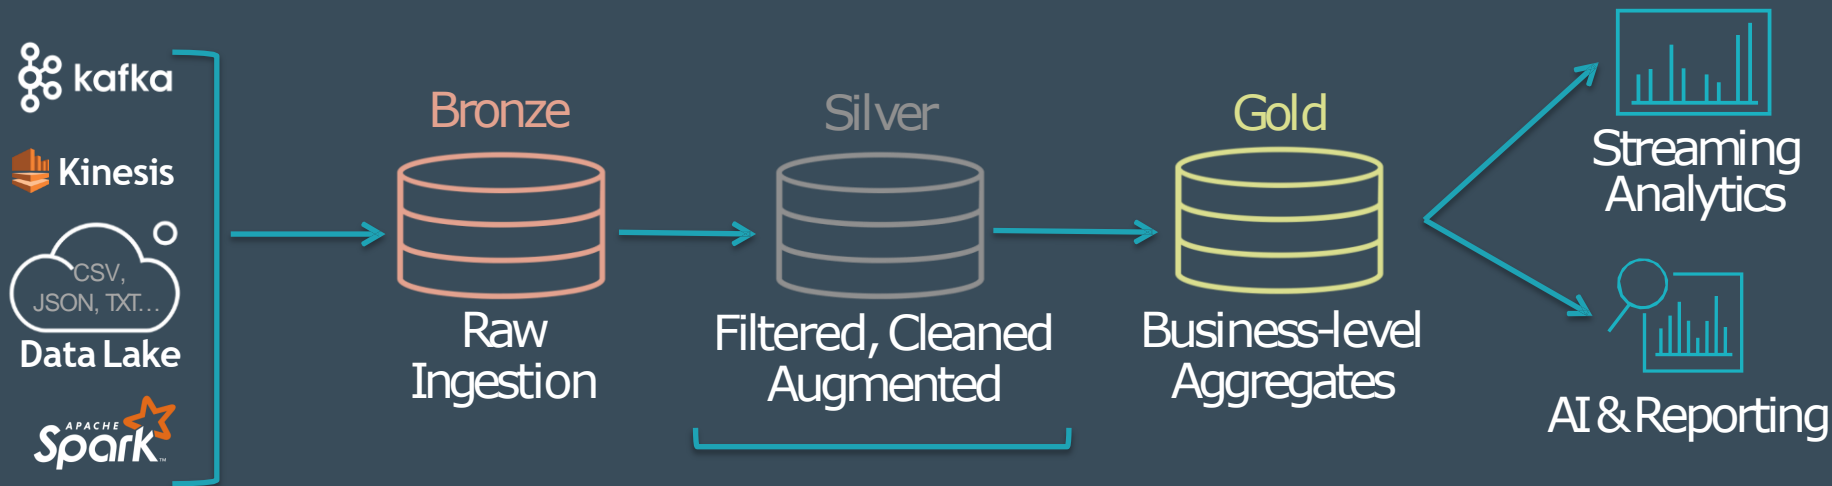 kafka
Kinesis
CSV,
JSON, TXT...
Data Lake
APACHE
Spark™
Bronze
Raw
Ingestion
Silver
Filtered, Cleaned
Augmented
Gold
Business-level
Aggregates
Streaming
Analytics
AI & Reporting